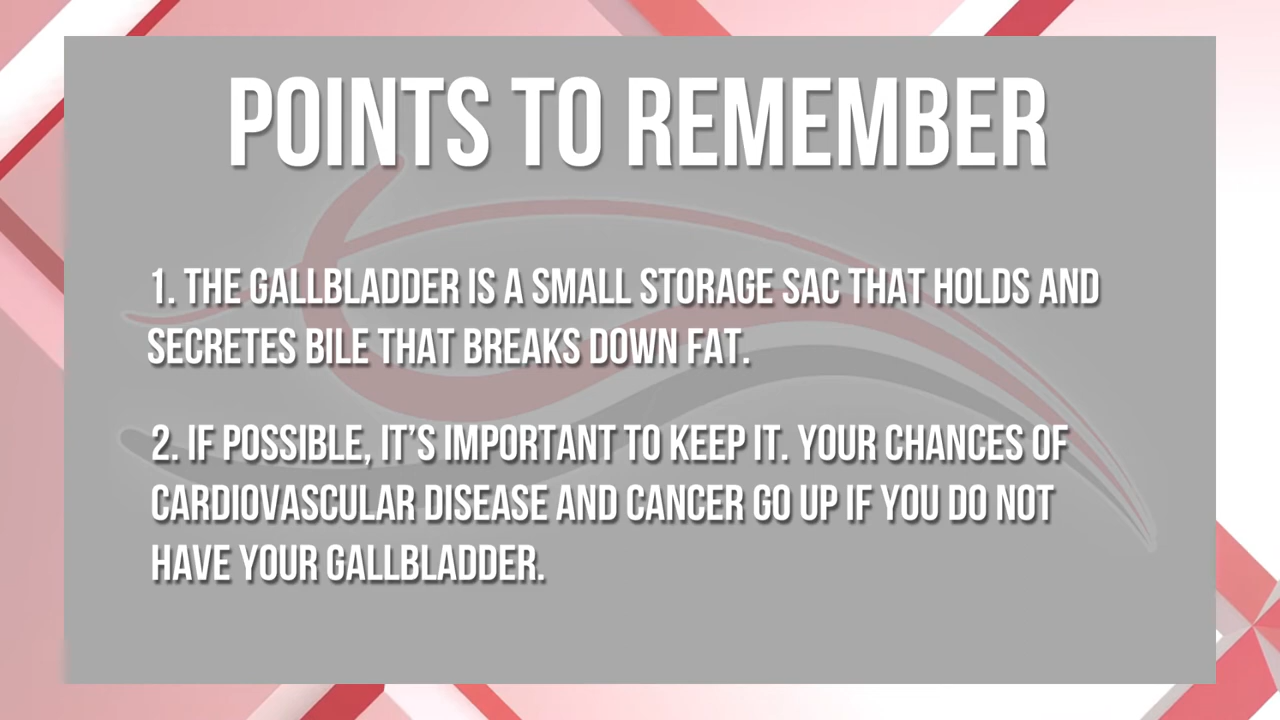 POINTS TO REMEMBER
1. THE GALLBLADDER IS A SMALL STORAGE SAC THAT HOLDS AND
SECRETES BILE THAT BREAKS DOWN FAT.
2. IF POSSIBLE, IT'S IMPORTANT TO KEEP IT. YOUR CHANCES OF
CARDIOVASCULAR DISEASE AND CANCER GO UP IF YOU DO NOT
HAVE YOUR GALLBLADDER.